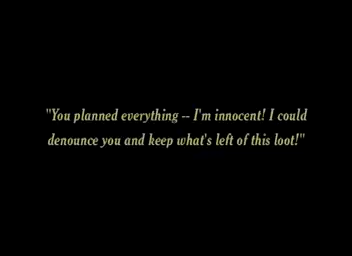 "You planned everything -- I'm innocent! I could
denounce you and keep what's left of this loot!"